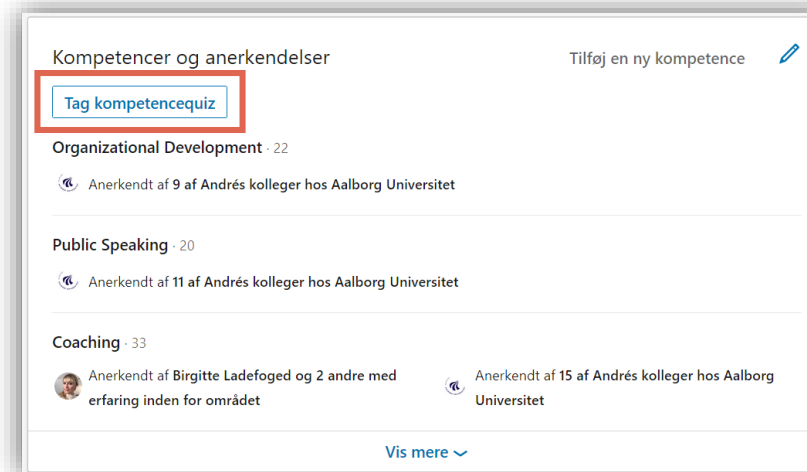 Kompetencer og anerkendelser
Tilføj en ny kompetence
Tag kompetencequiz
Organizational Development · 22
Anerkendt af 9 af Andrés kolleger hos Aalborg Universitet
Public Speaking · 20
Anerkendt af 11 af Andrés kolleger hos Aalborg Universitet
Coaching · 33
Anerkendt af Birgitte Ladefoged og 2 andre med
erfaring inden for området
Anerkendt af 15 af Andrés kolleger hos Aalborg
Universitet
Vis mere